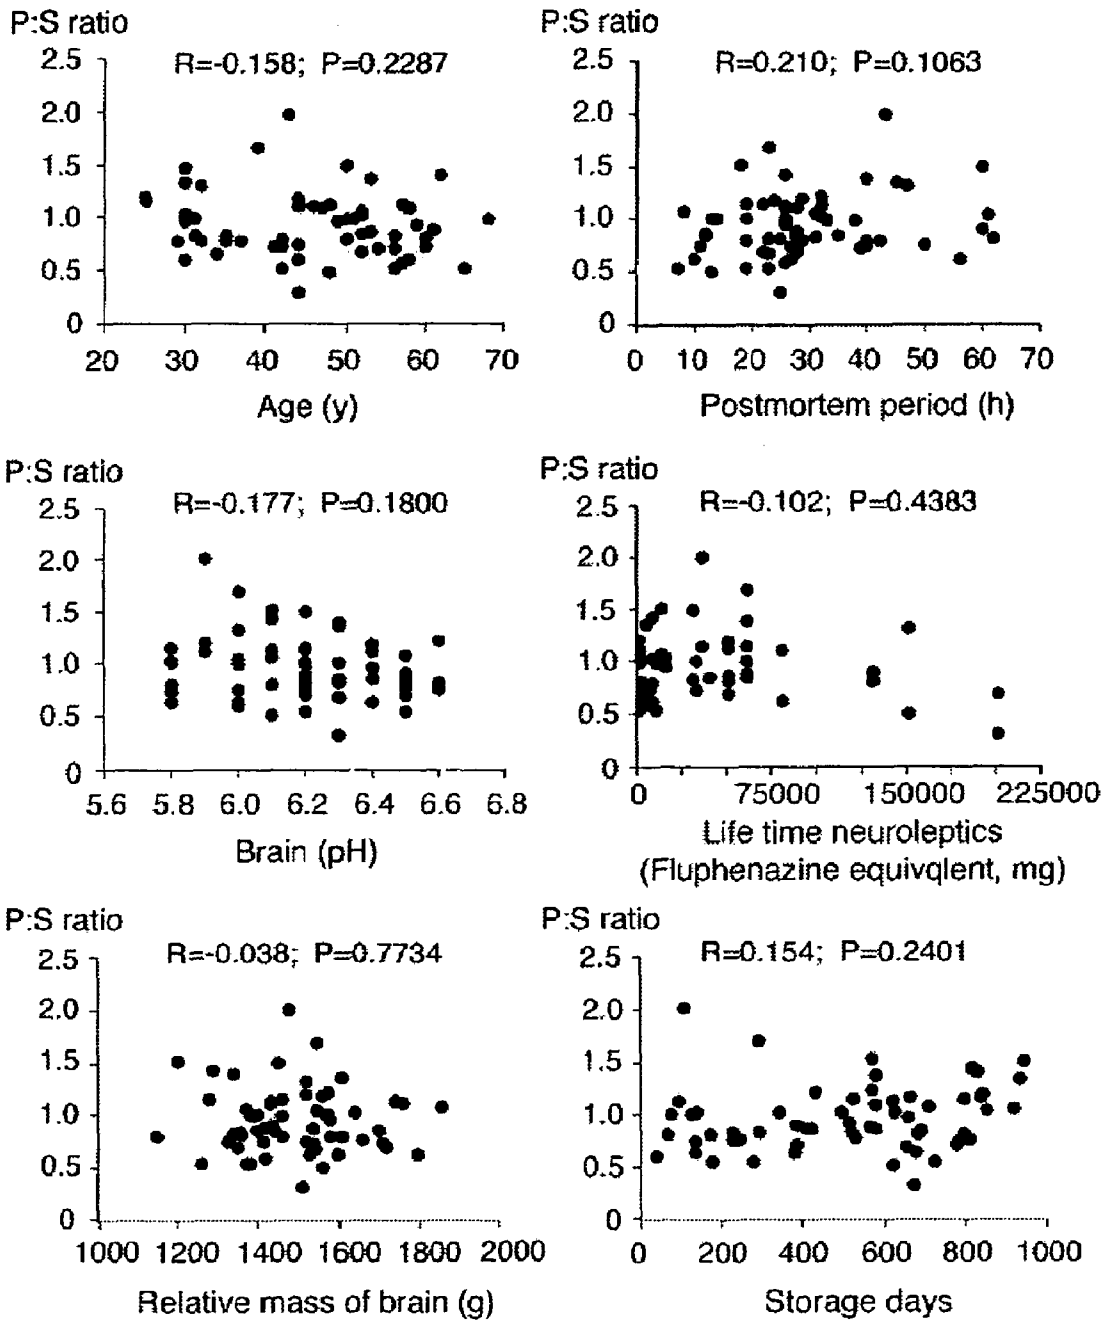 P:S ratio
R=-0.158; P=0.2287
2.5
2.0
1.5
1.0
0.5
0
20 30 40 50 60 70
Age (y)
P:S ratio
R=0.210; P=0.1063
2.5
2.0
1.5
1.0
0.5
0
0 10 20 30 40 50 60 70
Postmortem period (h)
P:S ratio
R=-0.177; P=0.1800
2.5
2.0
1.5
1.0
0.5
0
5.6 5.8 6.0 6.2 6.4 6.6 6.8
Brain (pH)
P:S ratio
R=-0.102; P=0.4383
2.5
2.0
1.5
1.0
0.5
0
0 75000 150000 225000
Life time neuroleptics
(Fluphenazine equivqlent, mg)
P:S ratio
R=-0.038; P=0.7734
2.5
2.0
1.5
1.0
0.5
0
1000 1200 1400 1600 1800 2000
Relative mass of brain (g)
P:S ratio
R=0.154; P=0.2401
2.5
2.0
1.5
1.0
0.5
0
0 200 400 600 800 1000
Storage days